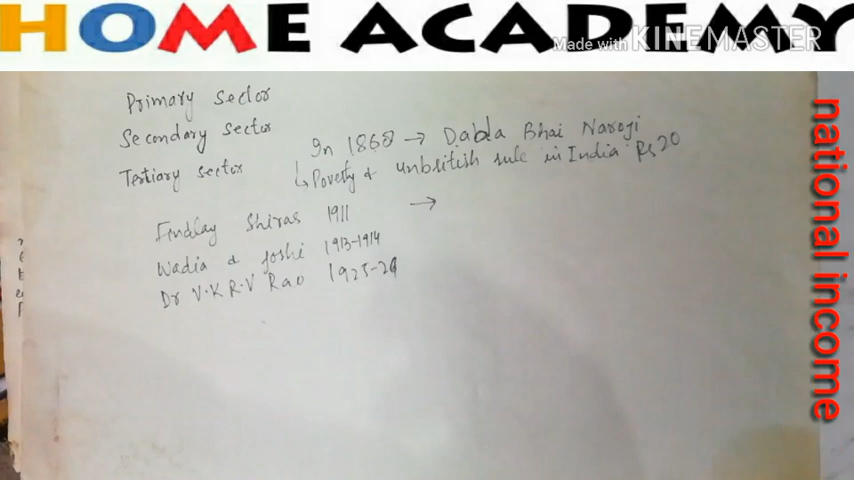 HOME ACADEMY
Made with KINEMASTER
Primary Sector
Secondary Sector
Tertiary sector
In 1868 → Dabda Bhai Naroji
↳ Poverty & unbritish rule in India Rs 20
Findlay Shiras 1911 →
Wadia & Joshi 1913-1914
Dr V.K.R.V Rao 1925-29
national income